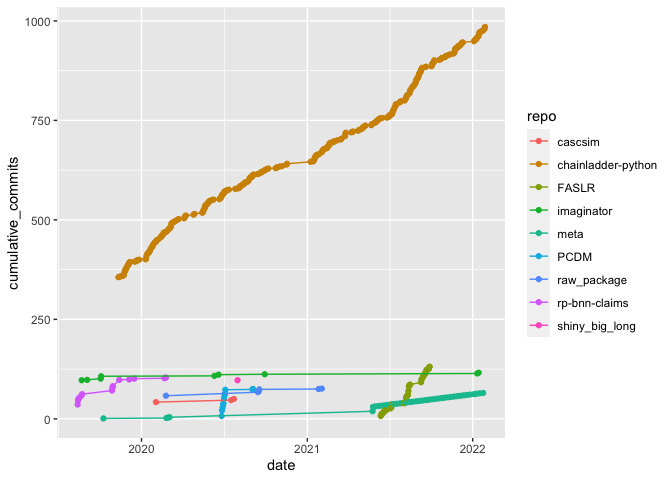 1000
750
500
250
0
cumulative_commits
2020
2021
2022
date
repo
cascsim
chainladder-python
FASLR
imaginator
meta
PCDM
raw_package
rp-bnn-claims
shiny_big_long